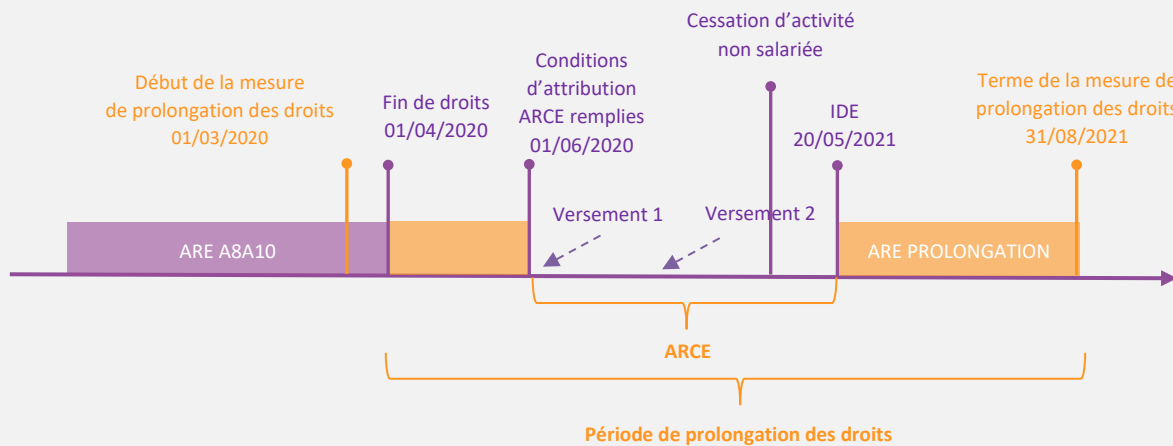 Cessation d'activité
non salariée
Début de la mesure
de prolongation des droits
01/03/2020
Fin de droits
01/04/2020
Conditions
d'attribution
ARCE remplies
01/06/2020
IDE
20/05/2021
Terme de la mesure de
prolongation des droits
31/08/2021
Versement 1
Versement 2
ARE A8A10
ARE PROLONGATION
ARCE
Période de prolongation des droits